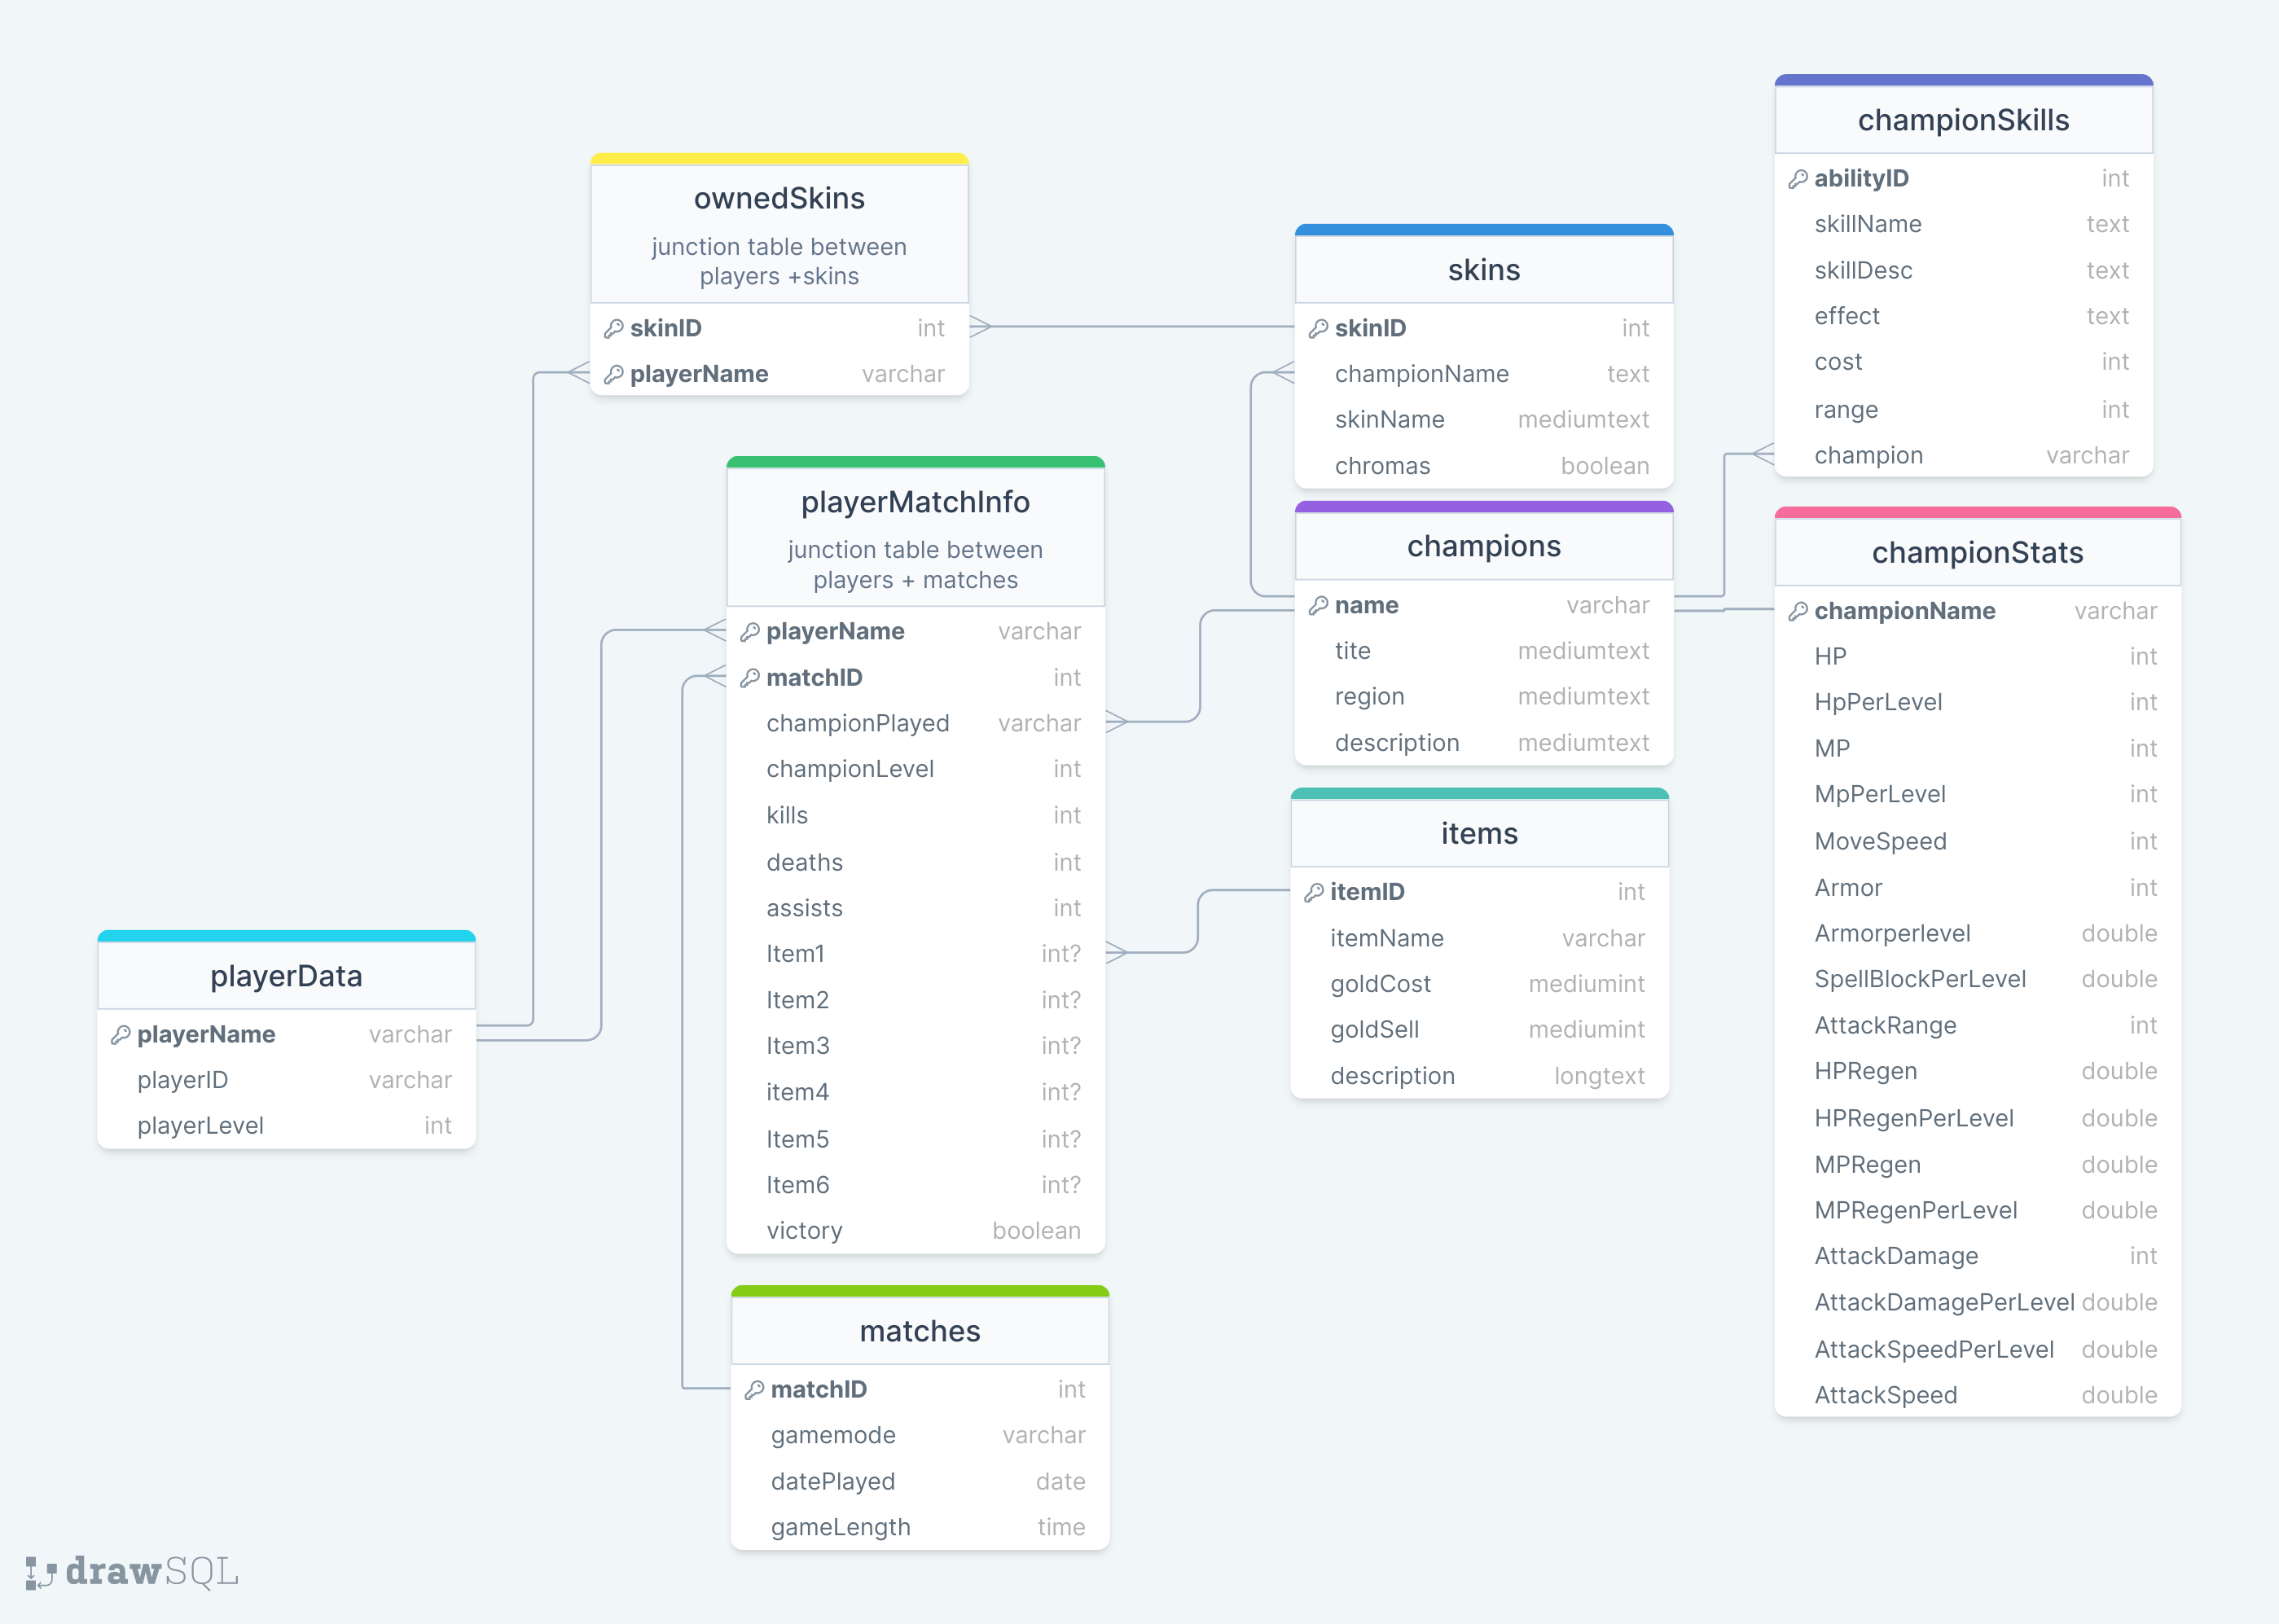 ownedSkins
junction table between
players +skins
skinID int
playerName varchar
playerMatchInfo
junction table between
players + matches
playerName varchar
matchID int
championPlayed varchar
championLevel int
kills int
deaths int
assists int
Item1 int?
Item2 int?
Item3 int?
item4 int?
Item5 int?
Item6 int?
victory boolean
playerData
playerName varchar
playerID varchar
playerLevel int
matches
matchID int
gamemode varchar
datePlayed date
gameLength time
skins
skinID int
championName text
skinName mediumtext
chromas boolean
champions
name varchar
tite mediumtext
region mediumtext
description mediumtext
items
itemID int
itemName varchar
goldCost mediumint
goldSell mediumint
description longtext
championSkills
abilityID int
skillName text
skillDesc text
effect text
cost int
range int
champion varchar
championStats
championName varchar
HP int
HpPerLevel int
MP int
MpPerLevel int
MoveSpeed int
Armor int
Armorperlevel double
SpellBlockPerLevel double
AttackRange int
HPRegen double
HPRegenPerLevel double
MPRegen double
MPRegenPerLevel double
AttackDamage int
AttackDamagePerLevel double
AttackSpeedPerLevel double
AttackSpeed double
drawSQL